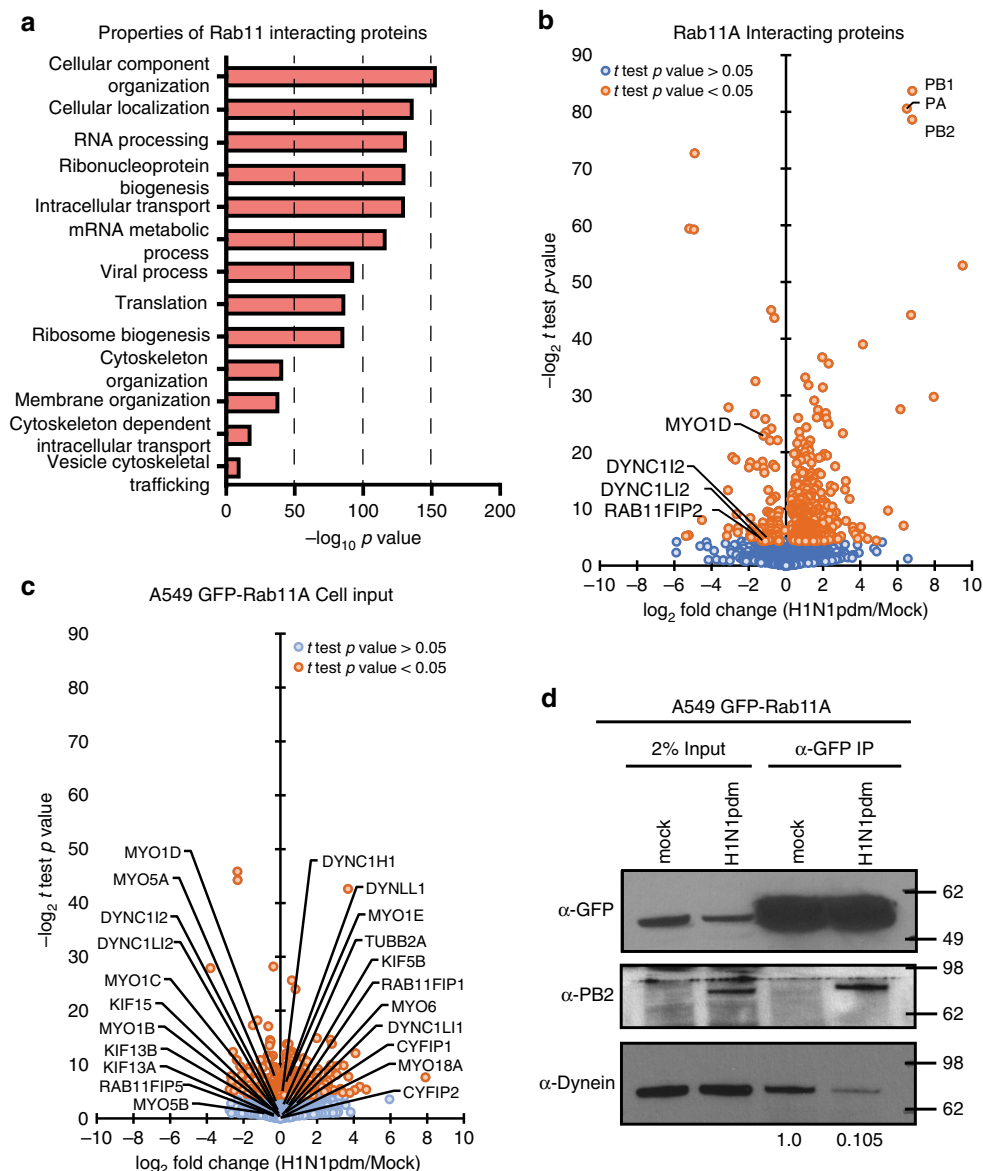 a
Properties of Rab11 interacting proteins
Cellular component
organization
Cellular localization
RNA processing
Ribonucleoprotein
biogenesis
Intracellular transport
mRNA metabolic
process
Viral process
Translation
Ribosome biogenesis
Cytoskeleton
organization
Membrane organization
Cytoskeleton dependent
intracellular transport
Vesicle cytoskeletal
trafficking
0 50 100 150 200
–log10 p value
b
Rab11A Interacting proteins
t test p value > 0.05
t test p value < 0.05
PB1
PA
PB2
MYO1D
DYNC1I2
DYNC1LI2
RAB11FIP2
90
80
70
60
50
40
30
20
10
0
–log2 t test p-value
–10 –8 –6 –4 –2 0 2 4 6 8 10
log2 fold change (H1N1pdm/Mock)
c
A549 GFP-Rab11A Cell input
t test p value > 0.05
t test p value < 0.05
90
80
70
60
50
40
30
20
10
0
–log2 t test p value
MYO1D
MYO5A
DYNC1I2
DYNC1LI2
MYO1C
KIF15
MYO1B
KIF13B
KIF13A
RAB11FIP5
MYO5B
DYNC1H1
DYNLL1
MYO1E
TUBB2A
KIF5B
RAB11FIP1
MYO6
DYNC1LI1
CYFIP1
MYO18A
CYFIP2
–10 –8 –6 –4 –2 0 2 4 6 8 10
log2 fold change (H1N1pdm/Mock)
d
A549 GFP-Rab11A
2% Input
α-GFP IP
mock
H1N1pdm
mock
H1N1pdm
α-GFP
62
49
α-PB2
98
62
α-Dynein
98
62
1.0 0.105